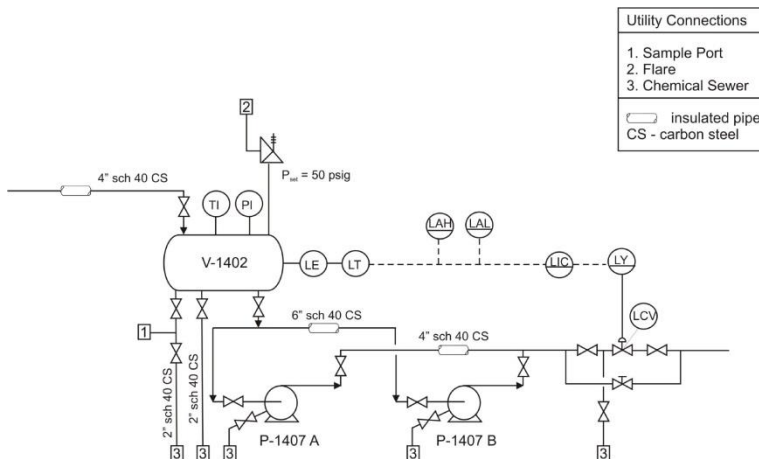 Utility Connections
1. Sample Port
2. Flare
3. Chemical Sewer
insulated pipe
CS - carbon steel
2
4" sch 40 CS
Pset = 50 psig
TI
PI
LAH
LAL
V-1402
LE
LT
LIC
LY
6" sch 40 CS
LCV
1
4" sch 40 CS
2" sch 40 CS
2" sch 40 CS
P-1407 A
P-1407 B
3
3
3
3
3